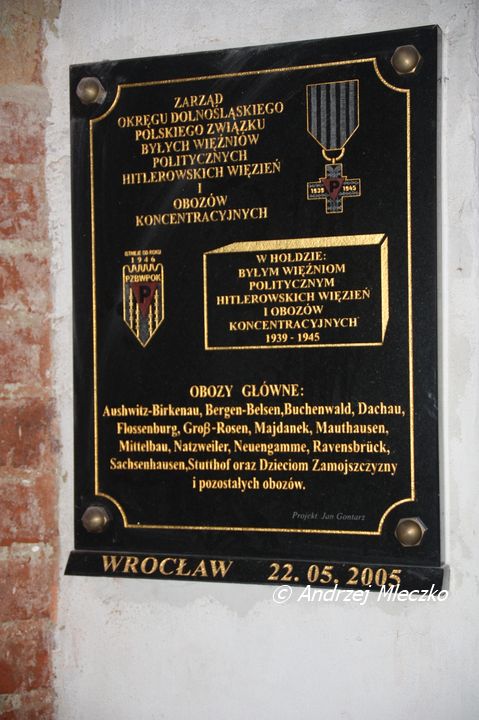 ZARZĄD
OKRĘGU DOLNOŚLĄSKIEGO
POLSKIEGO ZWIĄZKU
BYŁYCH WIĘŹNIÓW
POLITYCZNYCH
HITLEROWSKICH WIĘZIEŃ
I
OBOZÓW
KONCENTRACYJNYCH
1939 P 1945
ISTNIEJE OD ROKU
1946
PZBWPOK
P
W HOŁDZIE:
BYŁYM WIĘŹNIOM
POLITYCZNYM
HITLEROWSKICH WIĘZIEŃ
I OBOZÓW
KONCENTRACYJNYCH
1939 - 1945
OBOZY GŁÓWNE:
Aushwitz-Birkenau, Bergen-Belsen,Buchenwald, Dachau,
Flossenburg, Groβ-Rosen, Majdanek, Mauthausen,
Mittelbau, Natzweiler, Neuengamme, Ravensbrück,
Sachsenhausen,Stutthof oraz Dzieciom Zamojszczyzny
i pozostałych obozów.
Projekt: Jan Gontarz
WROCŁAW 22. 05. 2005
© Andrzej Mleczko